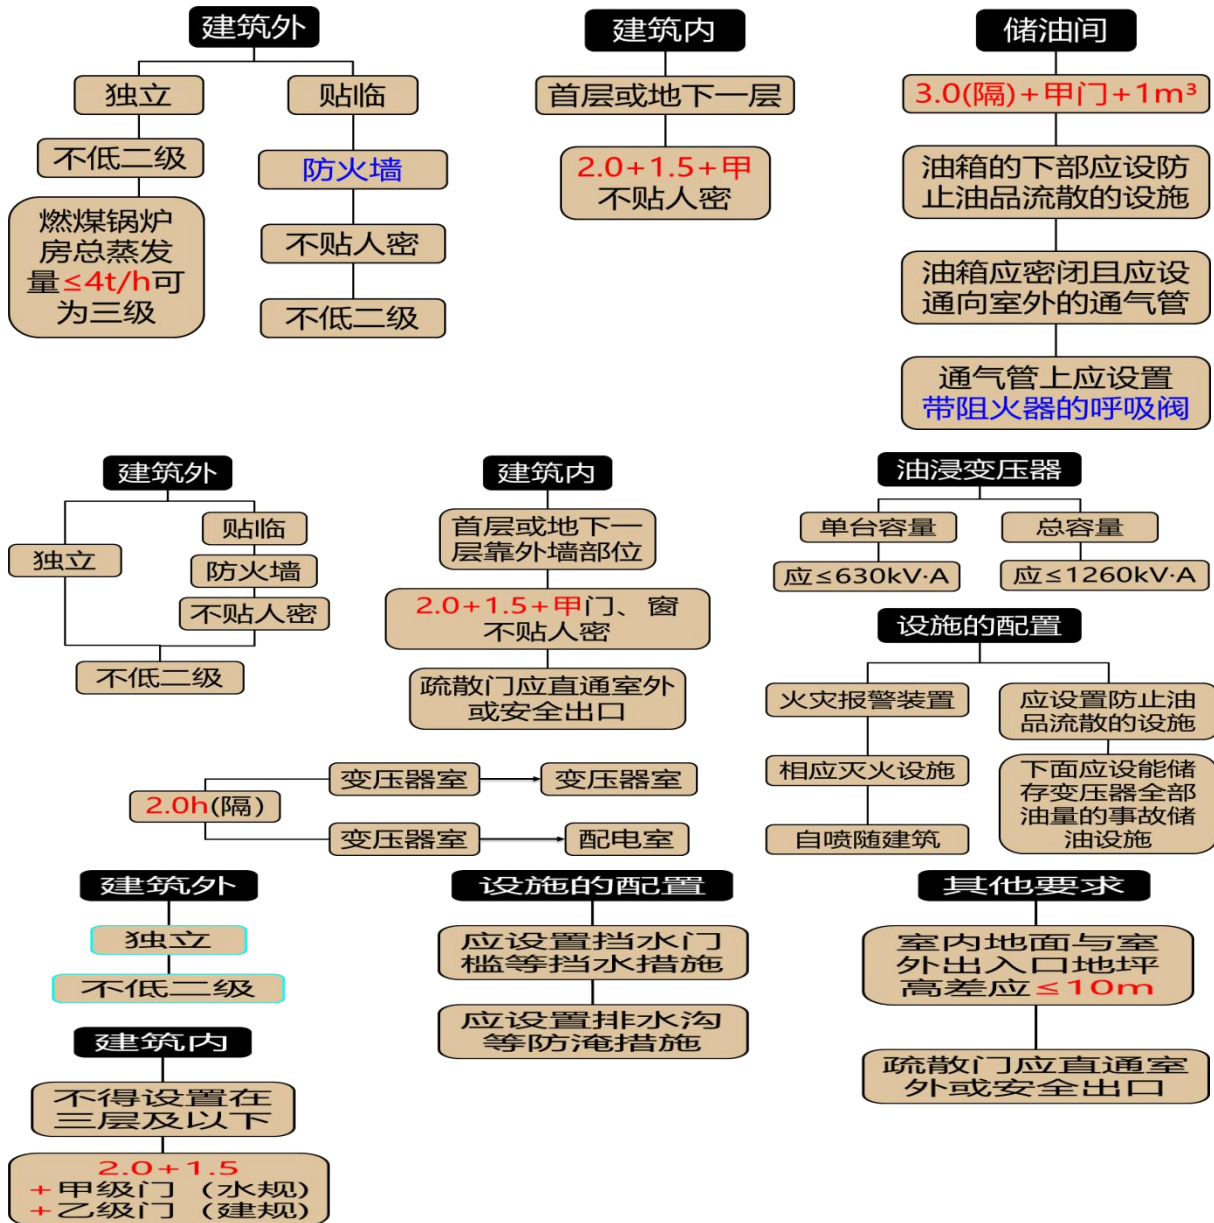 建筑外
独立
不低二级
燃煤锅炉
房总蒸发
量≤4t/h可
为三级
贴临
防火墙
不贴人密
不低二级
建筑内
首层或地下一层
2.0+1.5+甲
不贴人密
储油间
3.0(隔)+甲门+1m³
油箱的下部应设防
止油品流散的设施
油箱应密闭且应设
通向室外的通气管
通气管上应设置
带阻火器的呼吸阀
建筑外
独立
贴临
防火墙
不贴人密
不低二级
建筑内
首层或地下一
层靠外墙部位
2.0+1.5+甲门、窗
不贴人密
疏散门应直通室外
或安全出口
油浸变压器
单台容量
应≤630kV·A
总容量
应≤1260kV·A
设施的配置
火灾报警装置
相应灭火设施
自喷随建筑
应设置防止油
品流散的设施
下面应设能储
存变压器全部
油量的事故储
油设施
2.0h(隔)
变压器室
变压器室
变压器室
配电室
建筑外
独立
不低二级
建筑内
不得设置在
三层及以下
2.0+1.5
+甲级门（水规）
+乙级门（建规）
设施的配置
应设置挡水门
槛等挡水措施
应设置排水沟
等防淹措施
其他要求
室内地面与室
外出入口地坪
高差应≤10m
疏散门应直通室
外或安全出口